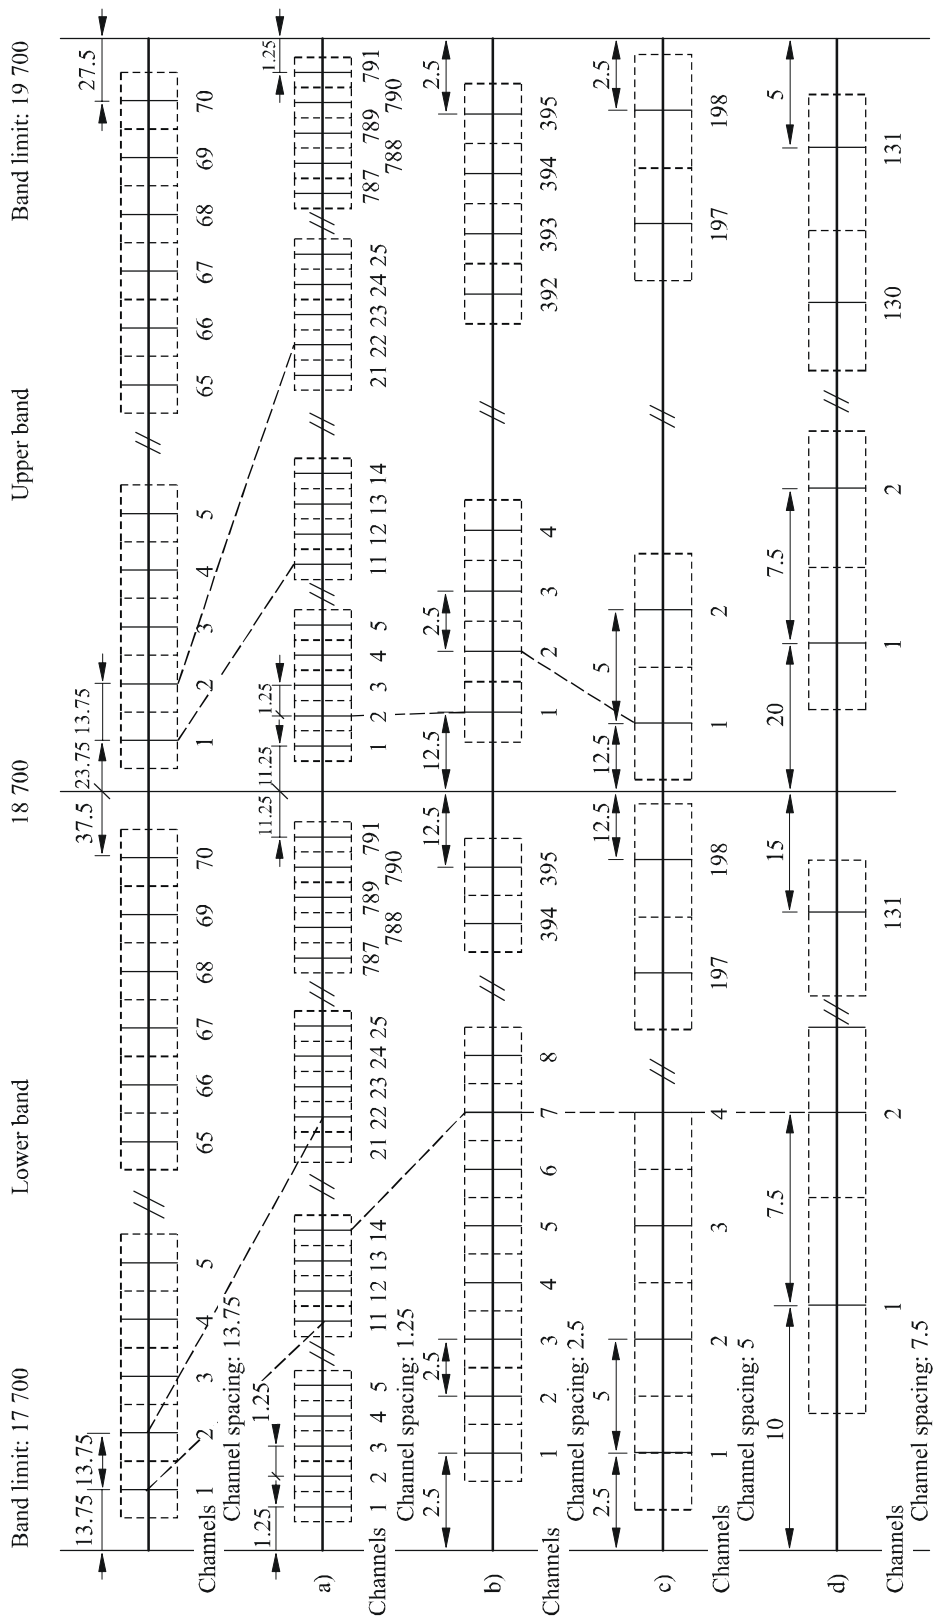 Band limit: 17 700 Lower band 18 700 Upper band Band limit: 19 700
13.75 13.75 37.5 23.75 13.75 27.5
Channels 1 2 3 4 5 65 66 67 68 69 70 1 2 3 4 5 65 66 67 68 69 70
Channel spacing: 13.75
1.25 1.25 11.25 11.25 1.25 1.25
a)
Channels 1 2 3 4 5 11 12 13 14 21 22 23 24 25 787 788 789 790 791 1 2 3 4 5 11 12 13 14 21 22 23 24 25 787 788 789 790 791
Channel spacing: 1.25
2.5 2.5 12.5 12.5 2.5 2.5
b)
Channels 1 2 3 4 5 6 7 8 394 395 1 2 3 4 392 393 394 395
Channel spacing: 2.5
2.5 5 12.5 12.5 5 2.5
c)
Channels 1 2 3 4 197 198 1 2 197 198
Channel spacing: 5
10 7.5 15 20 7.5 5
d)
Channels 1 2 131 1 2 130 131
Channel spacing: 7.5